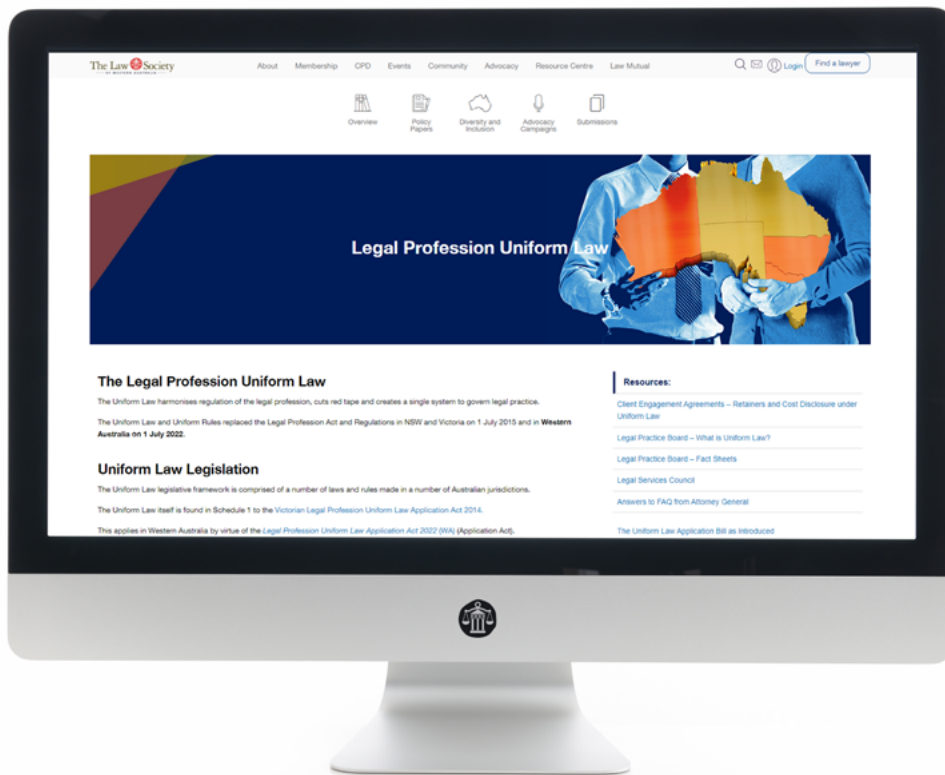 The Law Society
OF WESTERN AUSTRALIA
About Membership CPD Events Community Advocacy Resource Centre Law Mutual
Login
Find a lawyer
Overview
Policy
Papers
Diversity and
Inclusion
Advocacy
Campaigns
Submissions
Legal Profession Uniform Law
The Legal Profession Uniform Law
The Uniform Law harmonises regulation of the legal profession, cuts red tape and creates a single system to govern legal practice.
The Uniform Law and Uniform Rules replaced the Legal Profession Act and Regulations in NSW and Victoria on 1 July 2015 and in Western
Australia on 1 July 2022.
Uniform Law Legislation
The Uniform Law legislative framework is comprised of a number of laws and rules made in a number of Australian jurisdictions.
The Uniform Law itself is found in Schedule 1 to the Victorian Legal Profession Uniform Law Application Act 2014.
This applies in Western Australia by virtue of the Legal Profession Uniform Law Application Act 2022 (WA) (Application Act).
Resources:
Client Engagement Agreements – Retainers and Cost Disclosure under
Uniform Law
Legal Practice Board – What is Uniform Law?
Legal Practice Board – Fact Sheets
Legal Services Council
Answers to FAQ from Attorney General
The Uniform Law Application Bill as Introduced